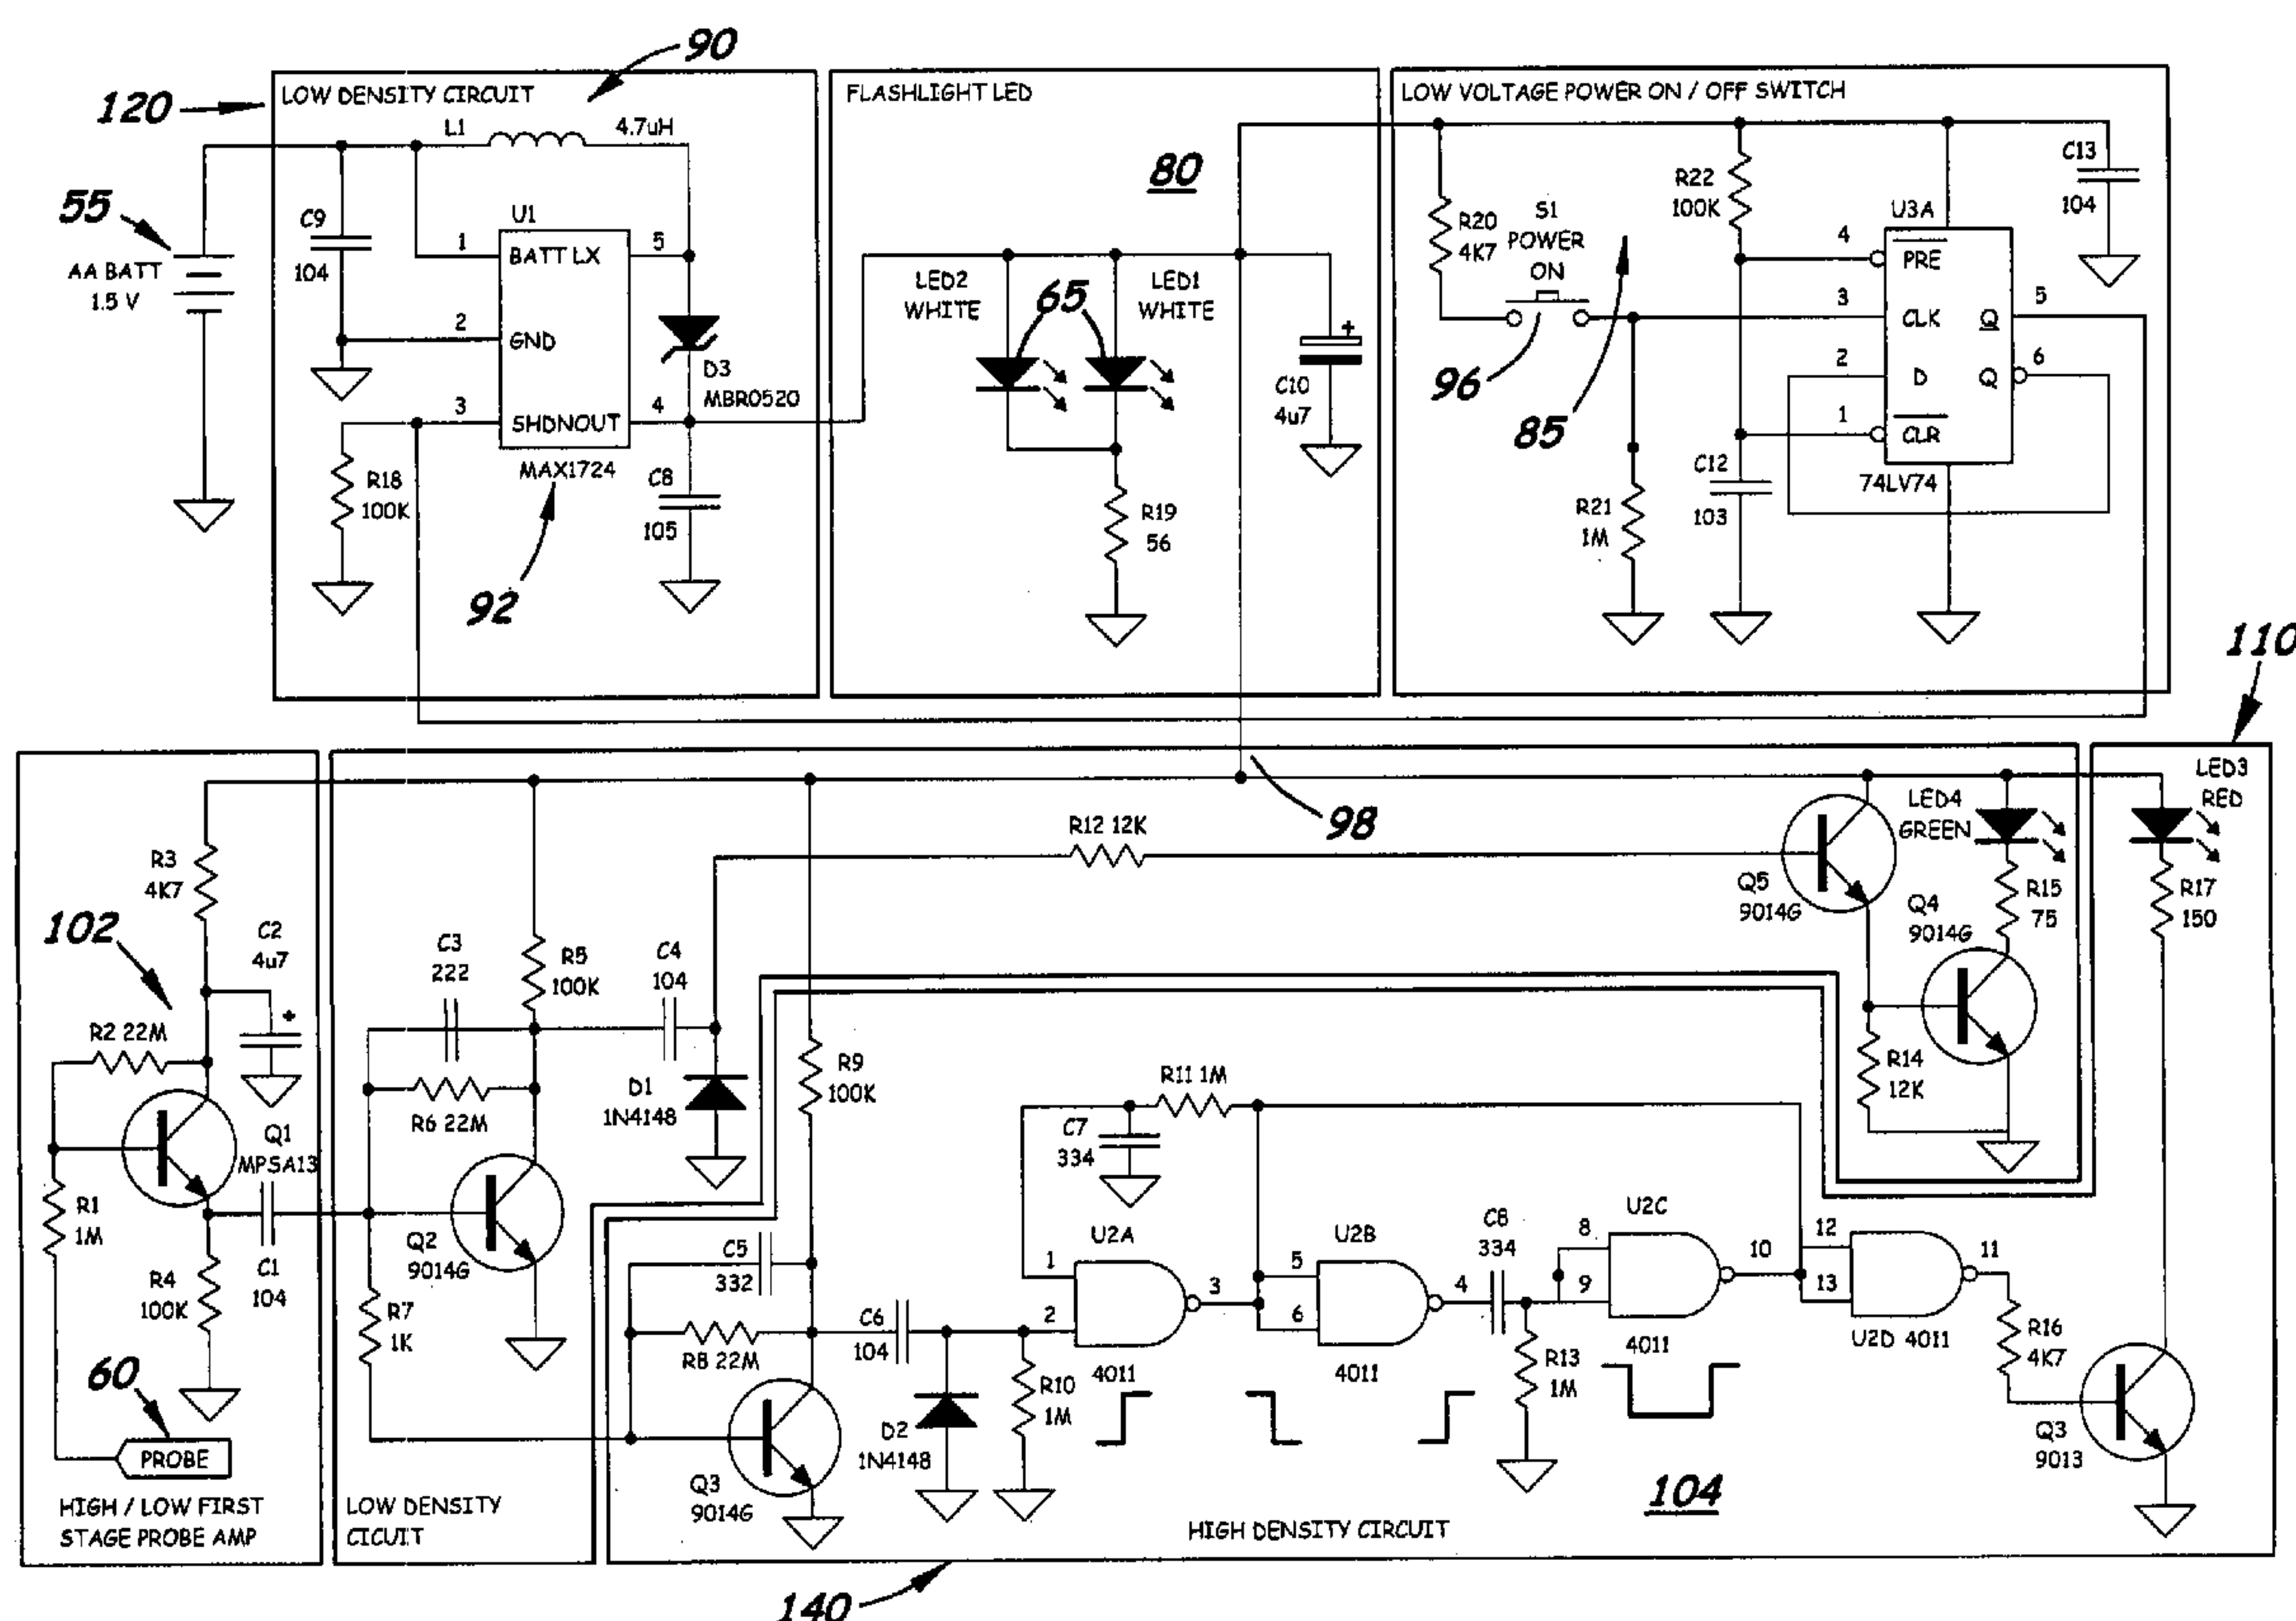 90
120
LOW DENSITY CIRCUIT
FLASHLIGHT LED
LOW VOLTAGE POWER ON / OFF SWITCH
L1
4.7uH
80
55
AA BATT
1.5 V
C9
104
U1
1
BATT LX
5
2
GND
D3
MBR0520
3
SHDNOUT
4
MAX1724
R18
100K
C8
105
92
LED2
WHITE
65
LED1
WHITE
+
C10
4u7
R19
56
R20
4K7
S1
POWER
ON
96
85
R22
100K
C13
104
U3A
4
PRE
3
CLK
Q
5
2
D
Q
6
1
CLR
74LV74
C12
103
R21
1M
110
98
R3
4K7
102
C2
4u7
+
R2 22M
Q1
MPSA13
R1
1M
R4
100K
C1
104
60
PROBE
HIGH / LOW FIRST
STAGE PROBE AMP
C3
222
R5
100K
C4
104
R6 22M
D1
1N4148
Q2
9014G
R7
1K
LOW DENSITY
CICUIT
R12 12K
Q5
9014G
LED4
GREEN
R15
75
Q4
9014G
R14
12K
LED3
RED
R17
150
R9
100K
C5
332
R8 22M
C6
104
Q3
9014G
D2
1N4148
R10
1M
R11 1M
C7
334
U2A
1
2
3
4011
U2B
5
6
4
4011
C8
334
R13
1M
U2C
8
9
10
4011
12
13
11
U2D 4011
R16
4K7
Q3
9013
104
HIGH DENSITY CIRCUIT
140